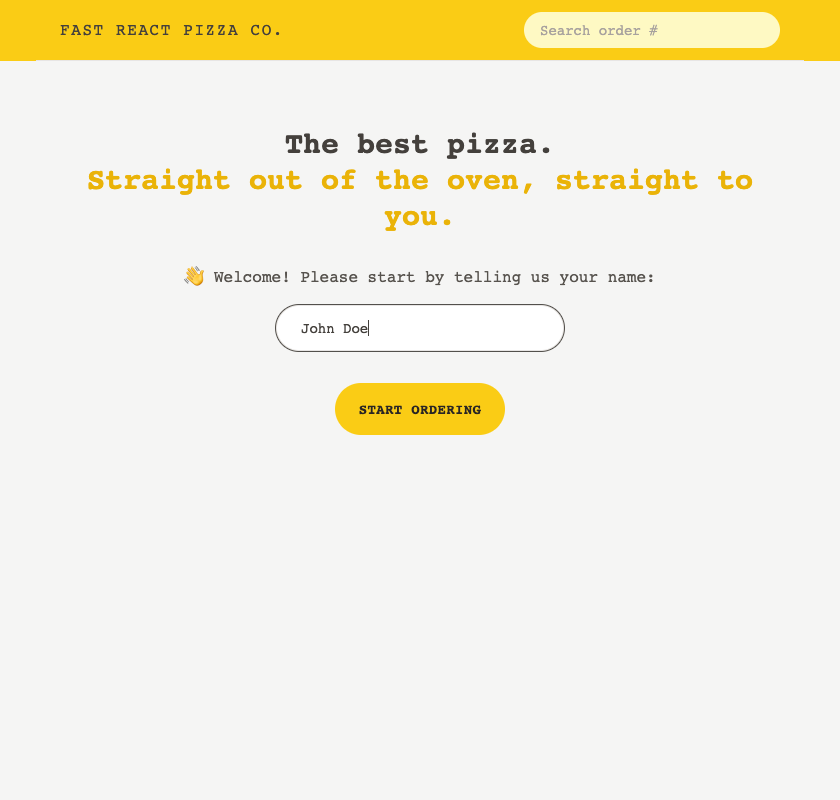 FAST REACT PIZZA CO.
Search order #
The best pizza.
Straight out of the oven, straight to
you.
👋 Welcome! Please start by telling us your name:
John Doe
START ORDERING